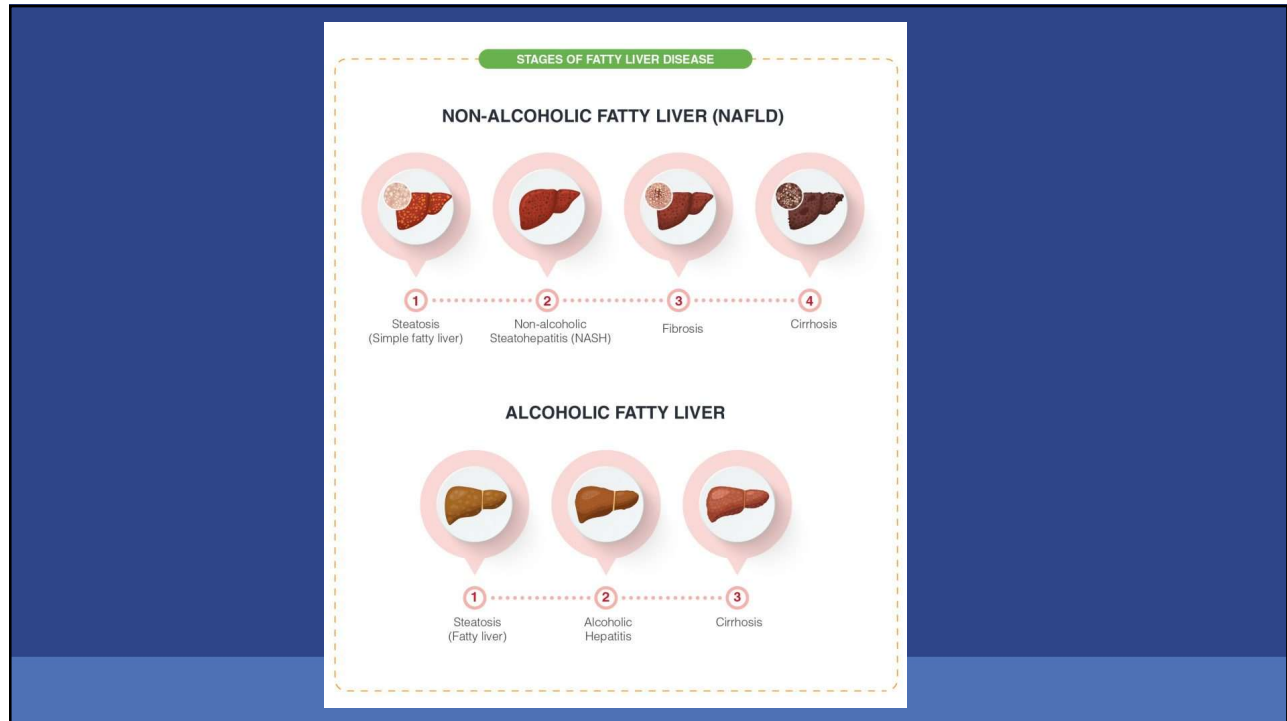 STAGES OF FATTY LIVER DISEASE
NON-ALCOHOLIC FATTY LIVER (NAFLD)
1 2 3 4
Steatosis
(Simple fatty liver)
Non-alcoholic
Steatohepatitis (NASH)
Fibrosis
Cirrhosis
ALCOHOLIC FATTY LIVER
1 2 3
Steatosis
(Fatty liver)
Alcoholic
Hepatitis
Cirrhosis